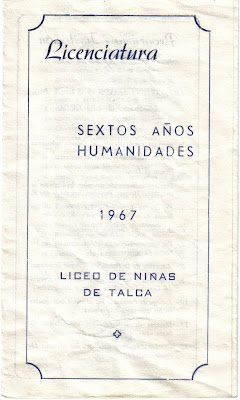 Licenciatura
SEXTOS AÑOS
HUMANIDADES
1967
LICEO DE NIÑAS
DE TALCA